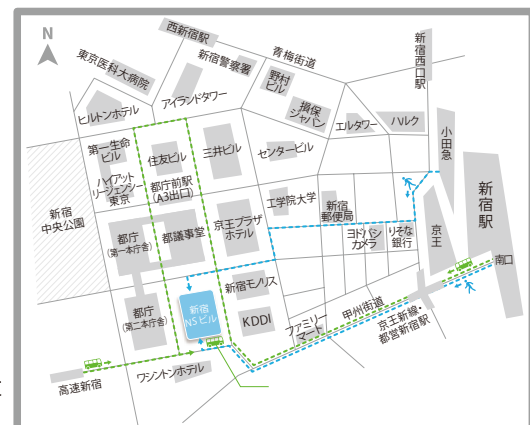 N
西新宿駅
新宿警察署
青梅街道
新宿西口駅
東京医科大病院
野村
ビル
アイランドタワー
損保
ジャパン
ヒルトンホテル
エルタワー
ハルク
小田急
第一生命
ビル
住友ビル
三井ビル
センタービル
ハイアット
リージェンシー
東京
都庁前駅
(A3出口)
新宿
中央公園
工学院大学
新宿
郵便局
新宿駅
京王
都庁
(第一本庁舎)
都議事堂
京王プラザ
ホテル
ヨドバシ
カメラ
りそな
銀行
南口
新宿モノリス
都庁
(第二本庁舎)
新宿
NSビル
KDDI
ファミリー
マート
甲州街道
京王新線・
都営新宿駅
高速新宿
ワシントンホテル